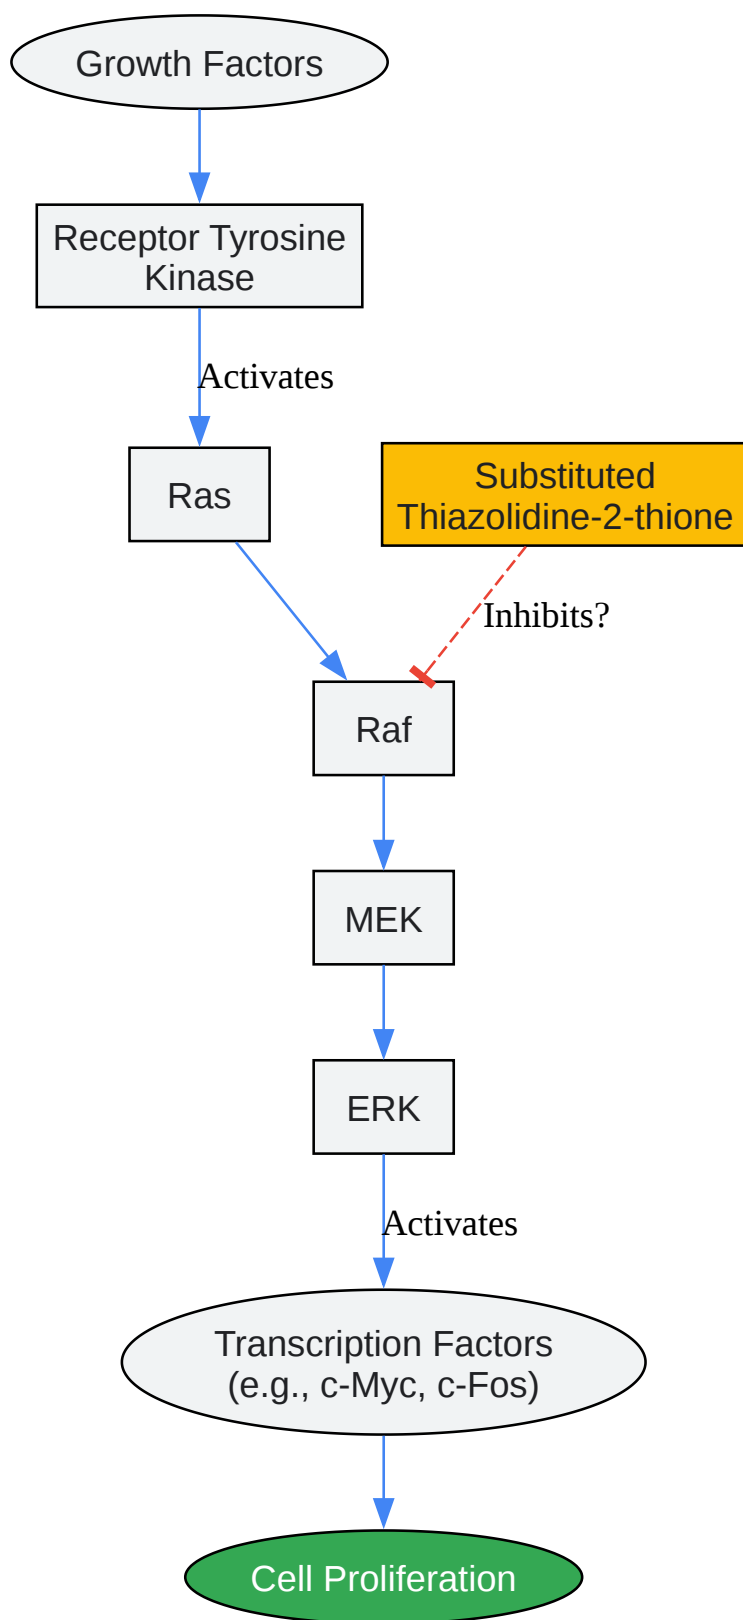 Growth Factors
Receptor Tyrosine
Kinase
Activates
Ras
Substituted
Thiazolidine-2-thione
Inhibits?
Raf
MEK
ERK
Activates
Transcription Factors
(e.g., c-Myc, c-Fos)
Cell Proliferation